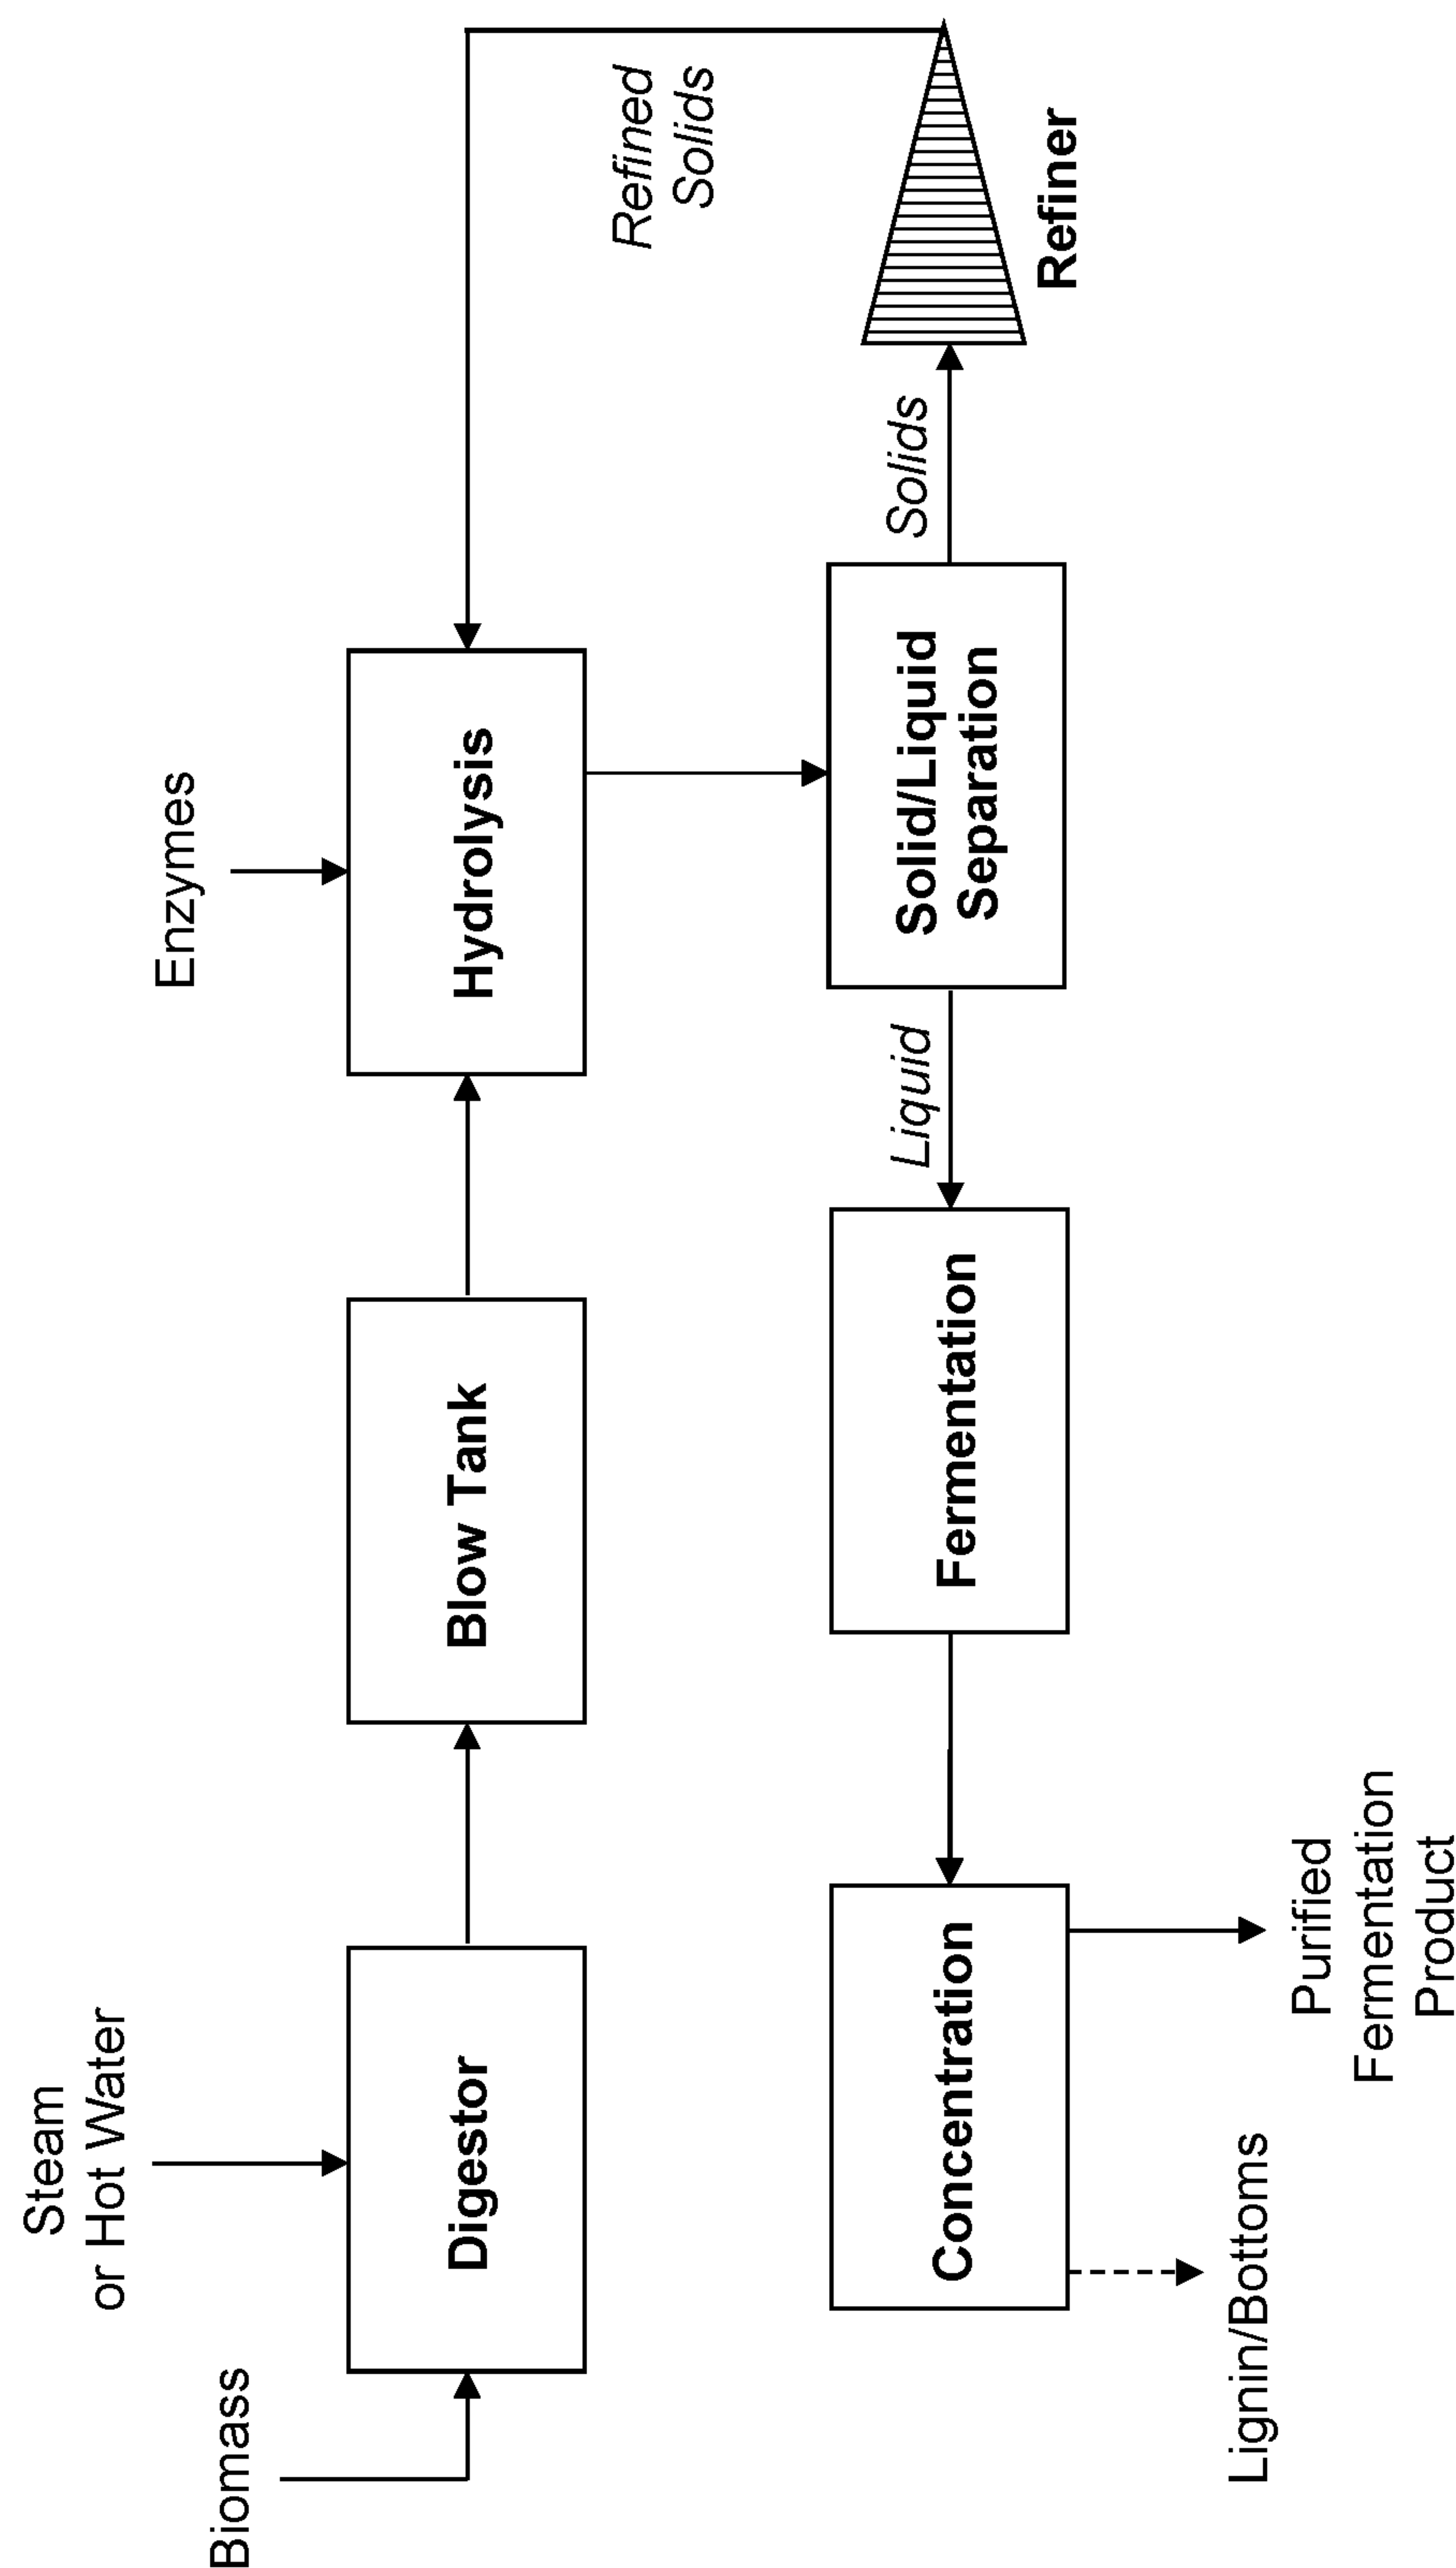 Steam
or Hot Water
Enzymes
Biomass
Digestor
Blow Tank
Hydrolysis
Refined
Solids
Concentration
Fermentation
Liquid
Solid/Liquid
Separation
Solids
Refiner
Lignin/Bottoms
Purified
Fermentation
Product